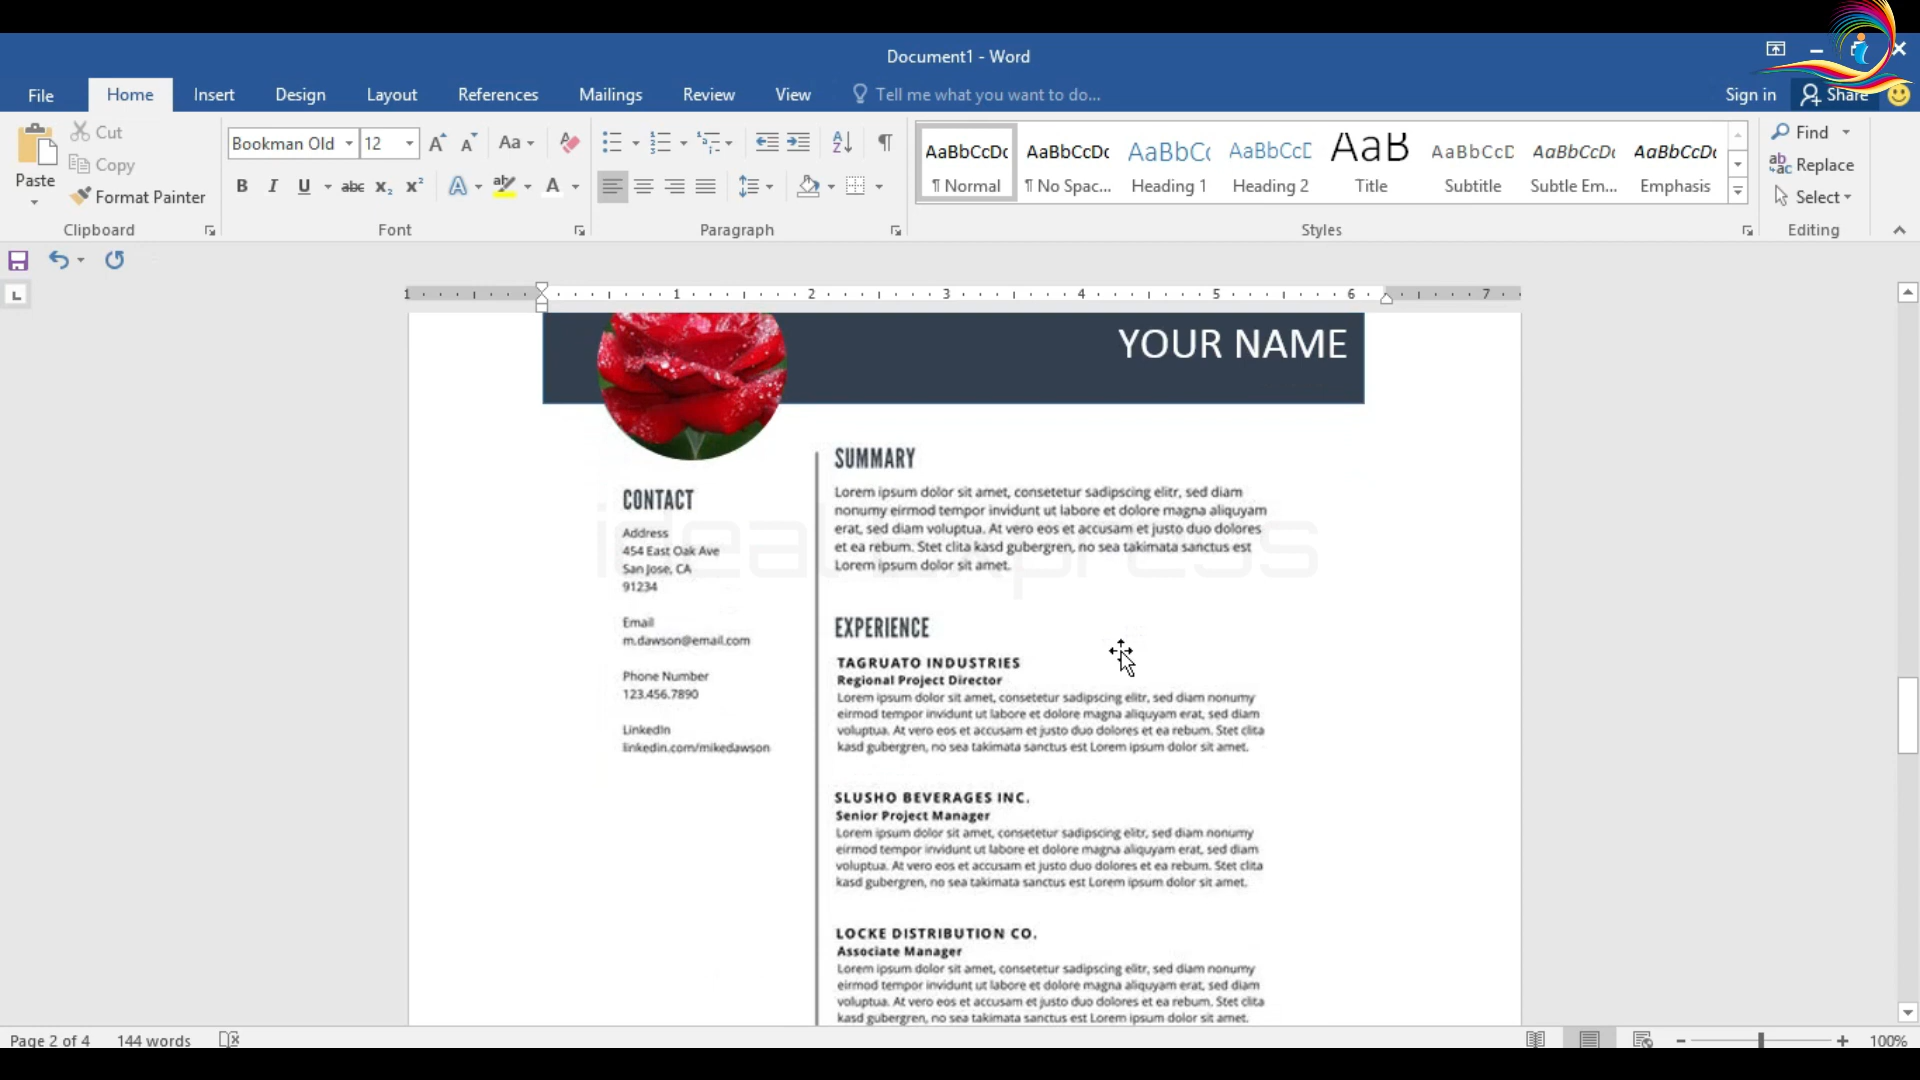 Document1 - Word
File Home Insert Design Layout References Mailings Review View Tell me what you want to do... Sign in Share
Cut
Copy
Paste
Format Painter
Clipboard
Bookman Old 12
Aa
Font
Paragraph
AaBbCcDc AaBbCcDc AaBbC AaBbCcD AaB AaBbCcD AaBbCcDc AaBbCcDc
¶ Normal ¶ No Spac... Heading 1 Heading 2 Title Subtitle Subtle Em... Emphasis
Styles
Find
Replace
Select
Editing
1 1 2 3 4 5 6 7
YOUR NAME
CONTACT
Address
454 East Oak Ave
San Jose, CA
91234
Email
m.dawson@email.com
Phone Number
123.456.7890
LinkedIn
linkedin.com/mikedawson
SUMMARY
Lorem ipsum dolor sit amet, consetetur sadipscing elitr, sed diam
nonumy eirmod tempor invidunt ut labore et dolore magna aliquyam
erat, sed diam voluptua. At vero eos et accusam et justo duo dolores
et ea rebum. Stet clita kasd gubergren, no sea takimata sanctus est
Lorem ipsum dolor sit amet.
EXPERIENCE
TAGRUATO INDUSTRIES
Regional Project Director
Lorem ipsum dolor sit amet, consetetur sadipscing elitr, sed diam nonumy
eirmod tempor invidunt ut labore et dolore magna aliquyam erat, sed diam
voluptua. At vero eos et accusam et justo duo dolores et ea rebum. Stet clita
kasd gubergren, no sea takimata sanctus est Lorem ipsum dolor sit amet.
SLUSHO BEVERAGES INC.
Senior Project Manager
Lorem ipsum dolor sit amet, consetetur sadipscing elitr, sed diam nonumy
eirmod tempor invidunt ut labore et dolore magna aliquyam erat, sed diam
voluptua. At vero eos et accusam et justo duo dolores et ea rebum. Stet clita
kasd gubergren, no sea takimata sanctus est Lorem ipsum dolor sit amet.
LOCKE DISTRIBUTION CO.
Associate Manager
Lorem ipsum dolor sit amet, consetetur sadipscing elitr, sed diam nonumy
eirmod tempor invidunt ut labore et dolore magna aliquyam erat, sed diam
voluptua. At vero eos et accusam et justo duo dolores et ea rebum. Stet clita
kasd gubergren, no sea takimata sanctus est Lorem ipsum dolor sit amet.
ideal express
Page 2 of 4 144 words 100%